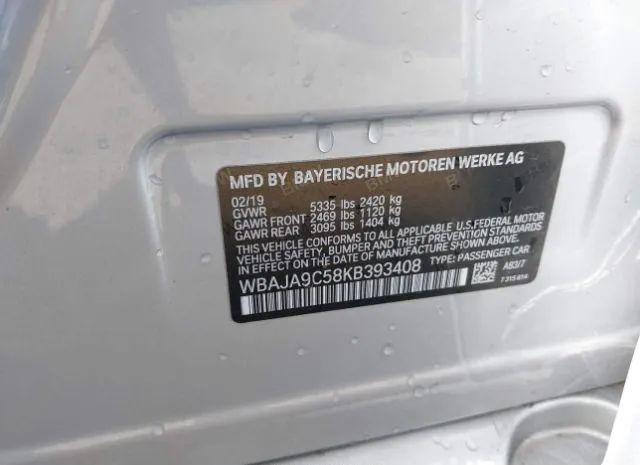 MFD BY BAYERISCHE MOTOREN WERKE AG
02/19
GVWR 5335 lbs 2420 kg
GAWR FRONT 2469 lbs 1120 kg
GAWR REAR 3095 lbs 1404 kg
THIS VEHICLE CONFORMS TO ALL APPLICABLE U.S.FEDERAL MOTOR
VEHICLE SAFETY, BUMPER, AND THEFT PREVENTION STANDARDS IN
EFFECT ON THE DATE OF MANUFACTURE SHOWN ABOVE.
WBAJA9C58KB393408 TYPE: PASSENGER CAR
A83/7